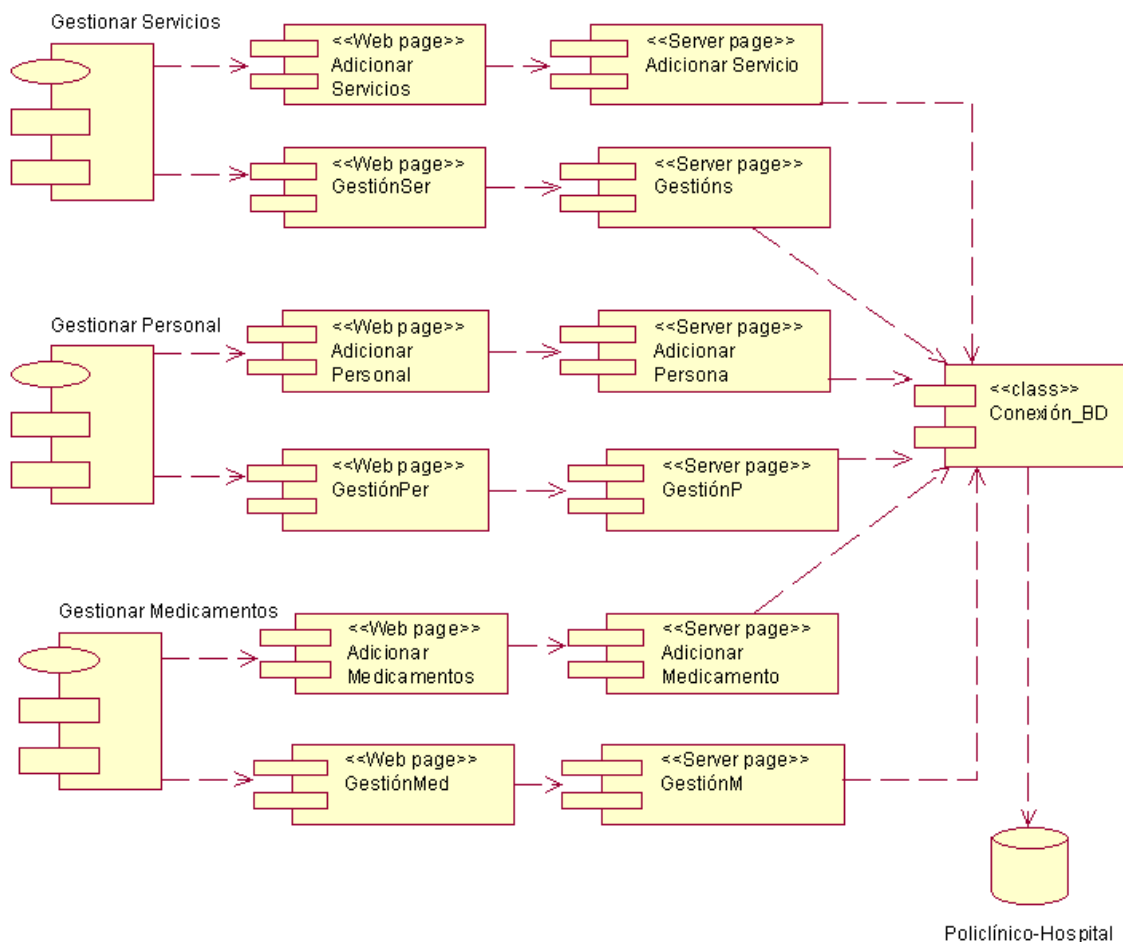 Gestionar Servicios
<<Web page>>
Adicionar
Servicios
<<Server page>>
Adicionar Servicio
<<Web page>>
GestiónSer
<<Server page>>
Gestións
Gestionar Personal
<<Web page>>
Adicionar
Personal
<<Server page>>
Adicionar
Persona
<<class>>
Conexión_BD
<<Web page>>
GestiónPer
<<Server page>>
GestiónP
Gestionar Medicamentos
<<Web page>>
Adicionar
Medicamentos
<<Server page>>
Adicionar
Medicamento
<<Web page>>
GestiónMed
<<Server page>>
GestiónM
Policlínico-Hospital